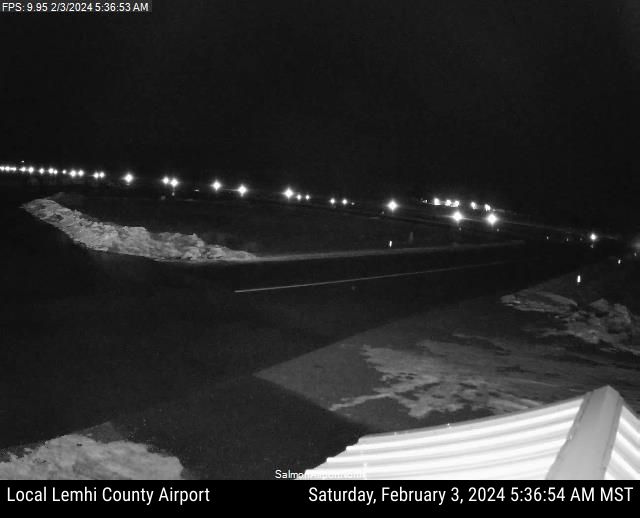 FPS: 9.95 2/3/2024 5:36:53 AM
Local Lemhi County Airport
Saturday, February 3, 2024 5:36:54 AM MST